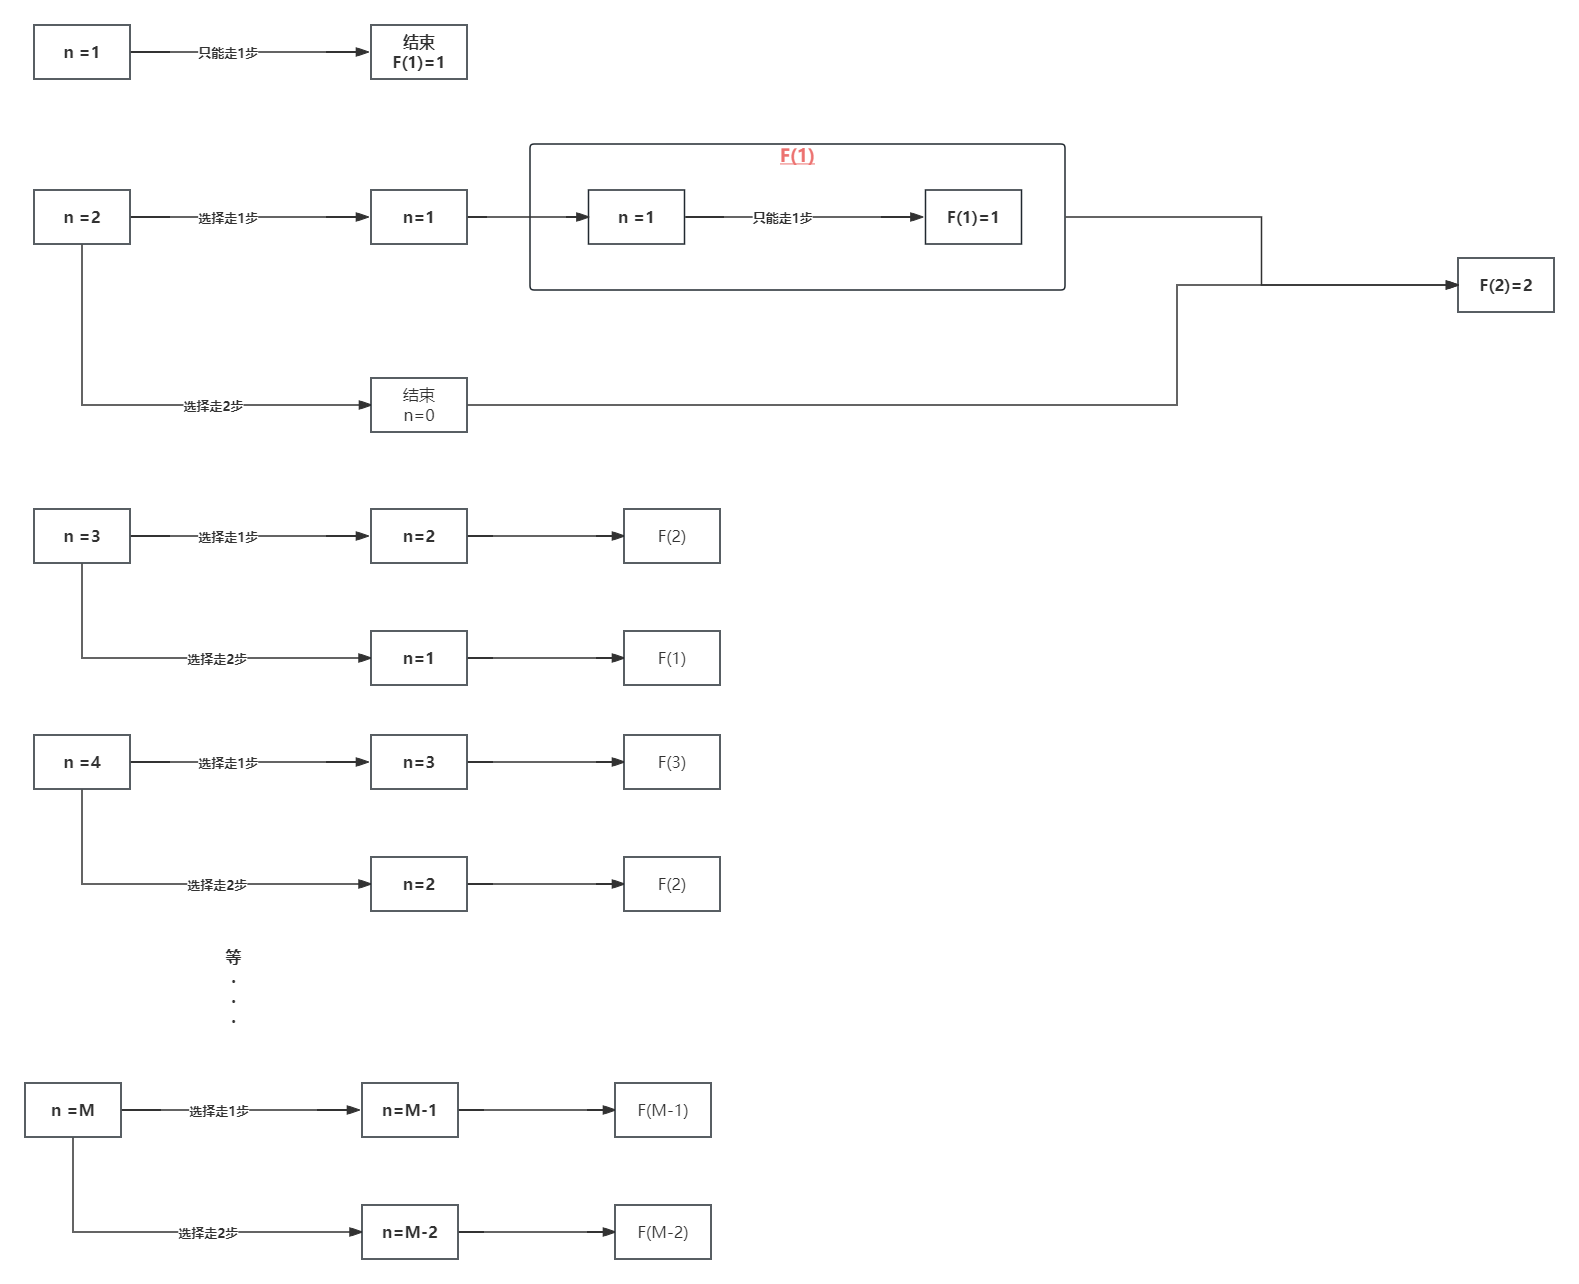 n =1
只能走1步
结束
F(1)=1
F(1)
n =2
选择走1步
n=1
n =1
只能走1步
F(1)=1
F(2)=2
选择走2步
结束
n=0
n =3
选择走1步
n=2
F(2)
选择走2步
n=1
F(1)
n =4
选择走1步
n=3
F(3)
选择走2步
n=2
F(2)
等
.
.
.
n =M
选择走1步
n=M-1
F(M-1)
选择走2步
n=M-2
F(M-2)